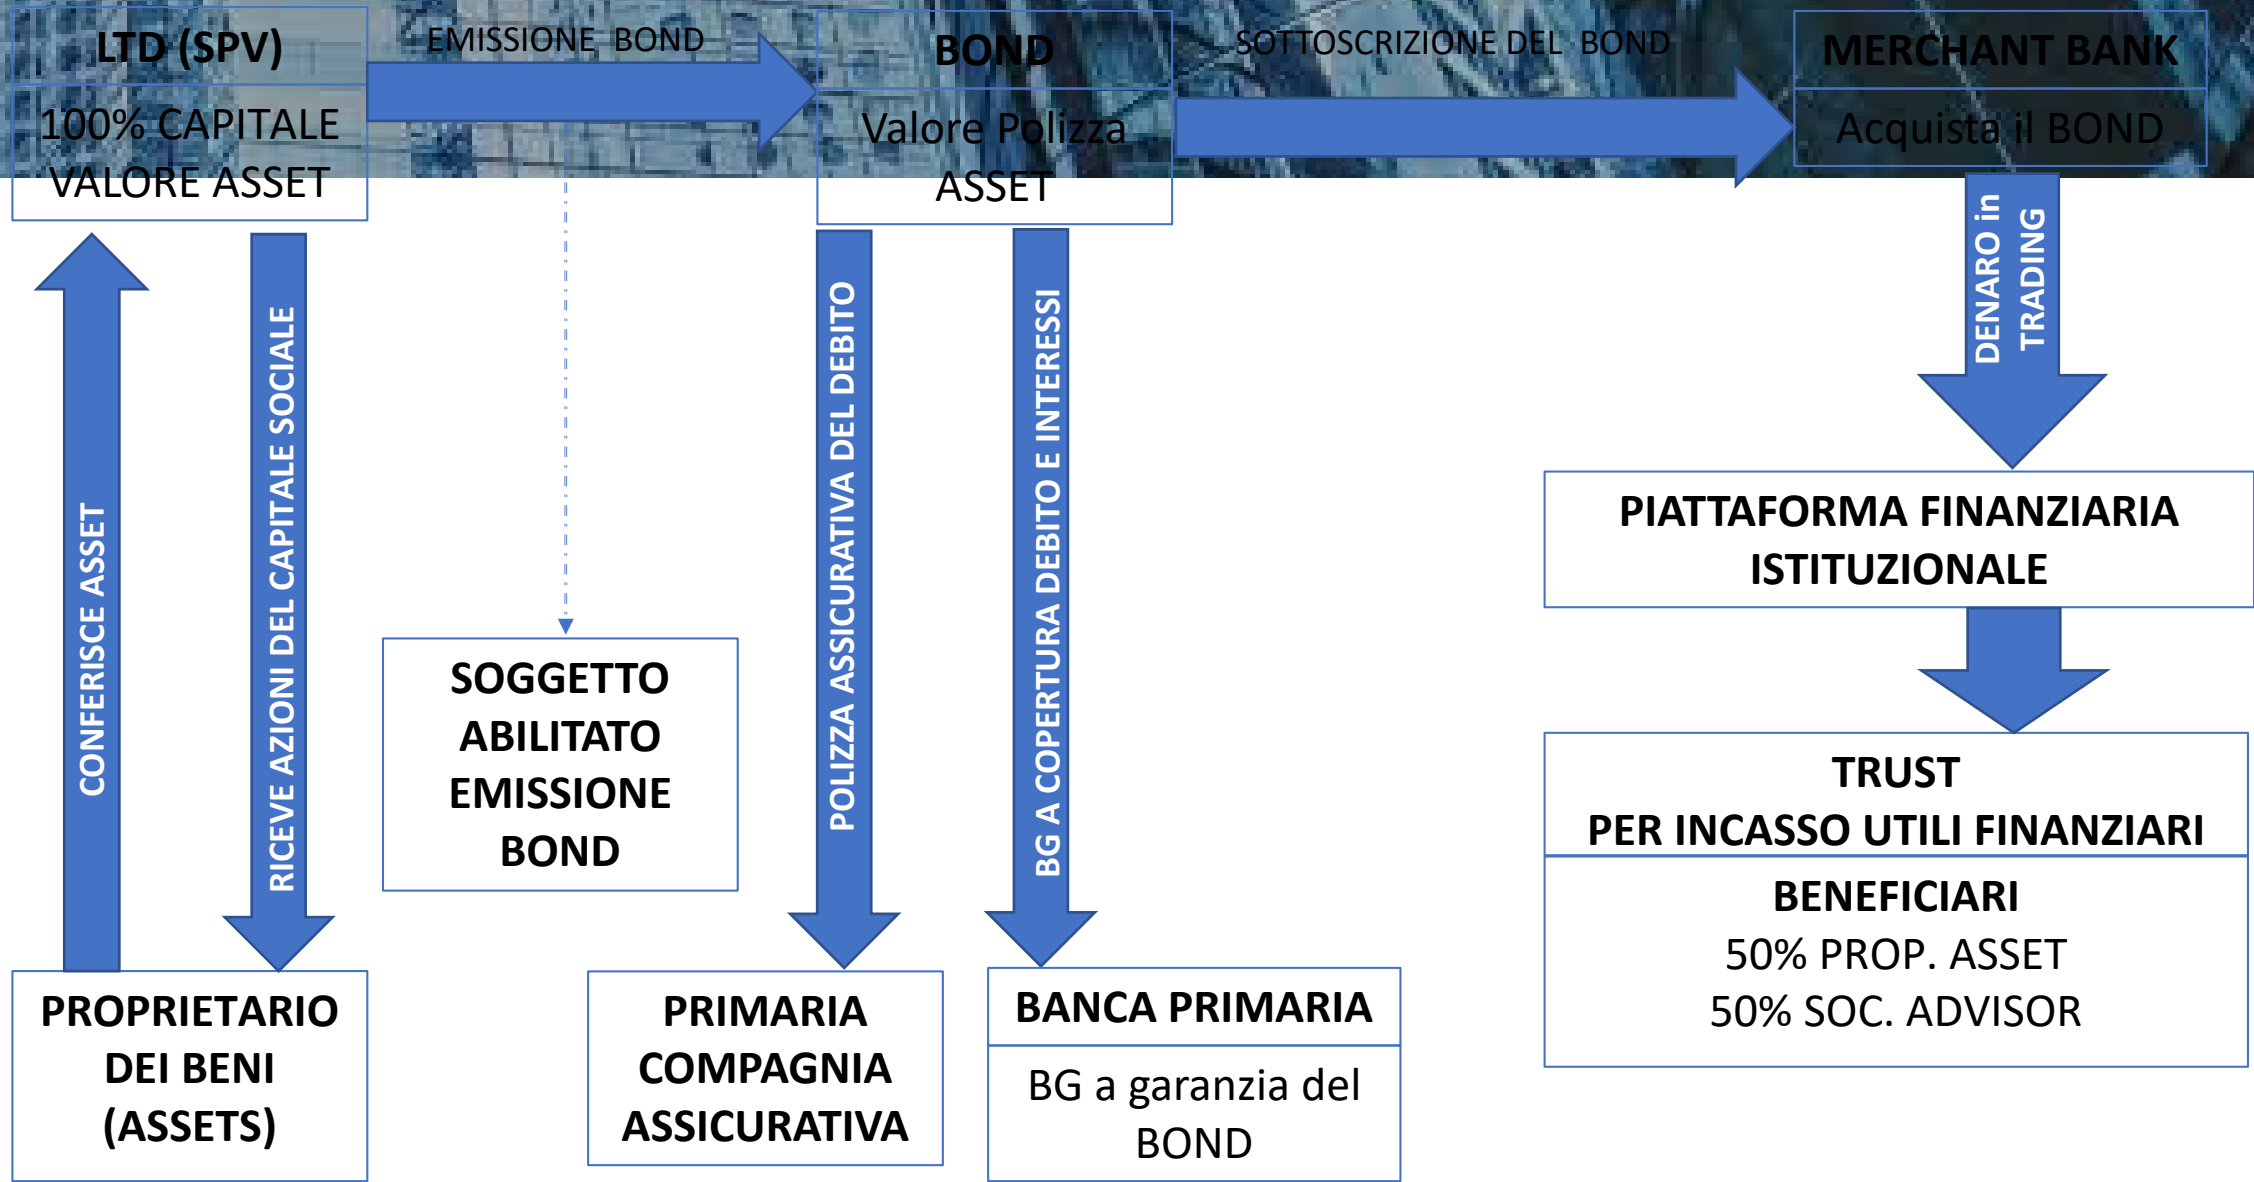 LTD (SPV)
100% CAPITALE
VALORE ASSET
EMISSIONE BOND
BOND
Valore Polizza
ASSET
SOTTOSCRIZIONE DEL BOND
MERCHANT BANK
Acquista il BOND
CONFERISCE ASSET
RICEVE AZIONI DEL CAPITALE SOCIALE
POLIZZA ASSICURATIVA DEL DEBITO
BG A COPERTURA DEBITO E INTERESSI
DENARO in
TRADING
PIATTAFORMA FINANZIARIA
ISTITUZIONALE
SOGGETTO
ABILITATO
EMISSIONE
BOND
TRUST
PER INCASSO UTILI FINANZIARI
BENEFICIARI
50% PROP. ASSET
50% SOC. ADVISOR
PROPRIETARIO
DEI BENI
(ASSETS)
PRIMARIA
COMPAGNIA
ASSICURATIVA
BANCA PRIMARIA
BG a garanzia del
BOND